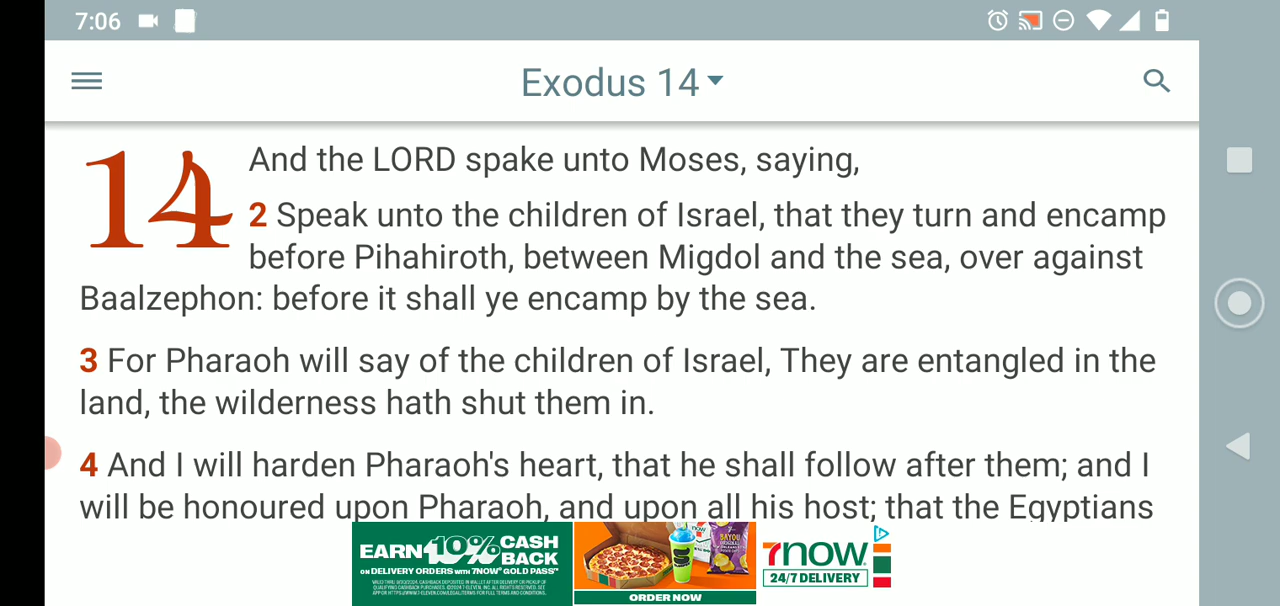 7:06
Exodus 14
14 And the LORD spake unto Moses, saying,
2 Speak unto the children of Israel, that they turn and encamp
before Pihahiroth, between Migdol and the sea, over against
Baalzephon: before it shall ye encamp by the sea.
3 For Pharaoh will say of the children of Israel, They are entangled in the
land, the wilderness hath shut them in.
4 And I will harden Pharaoh's heart, that he shall follow after them; and I
will be honoured upon Pharaoh, and upon all his host; that the Egyptians
EARN 10% CASH BACK
ON DELIVERY ORDERS WITH 7NOW® GOLD PASS™
ORDER NOW
7NOW
24/7 DELIVERY